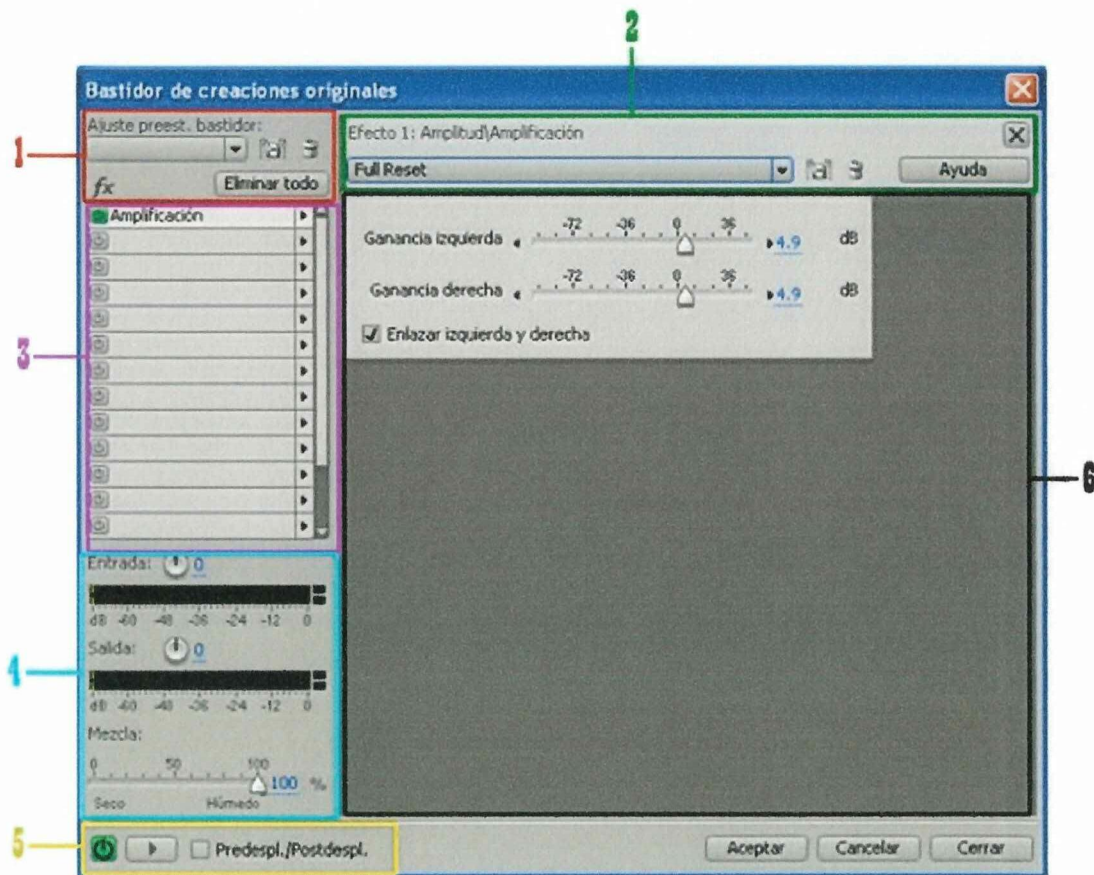 2
Bastidor de creaciones originales
1
Ajuste preest. bastidor:
fx
Eliminar todo
Efecto 1: Amplitud\Amplificación
Full Reset
Ayuda
3
Amplificación
Ganancia izquierda
-72 -36 0 36
4.9 dB
Ganancia derecha
-72 -36 0 36
4.9 dB
Enlazar izquierda y derecha
6
4
Entrada: 0
dB -60 -48 -36 -24 -12 0
Salida: 0
dB -60 -48 -36 -24 -12 0
Mezcla:
0 50 100
100 %
Seco Húmedo
5
Predespl./Postdespl.
Aceptar Cancelar Cerrar